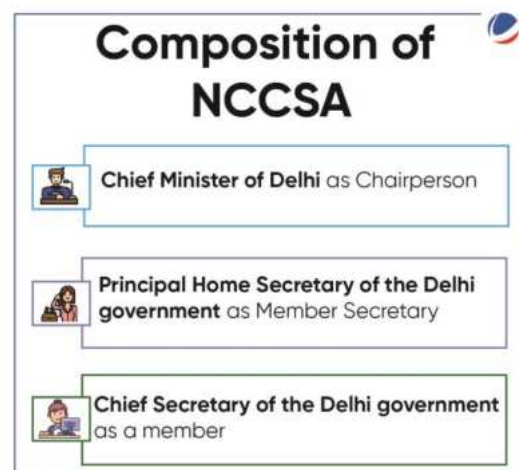 Composition of
NCCSA
Chief Minister of Delhi as Chairperson
Principal Home Secretary of the Delhi
government as Member Secretary
Chief Secretary of the Delhi government
as a member